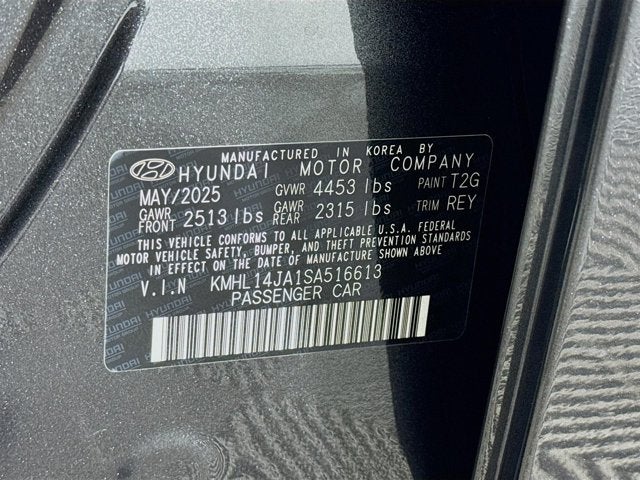 MANUFACTURED IN KOREA BY
HYUNDAI MOTOR COMPANY
MAY/2025 GVWR 4453 lbs PAINT T2G
GAWR FRONT 2513 lbs GAWR REAR 2315 lbs TRIM REY
THIS VEHICLE CONFORMS TO ALL APPLICABLE U.S.A. FEDERAL
MOTOR VEHICLE SAFETY, BUMPER, AND THEFT PREVENTION STANDARDS
IN EFFECT ON THE DATE OF MANUFACTURE SHOWN ABOVE
V.I.N KMHL14JA1SA516613
PASSENGER CAR